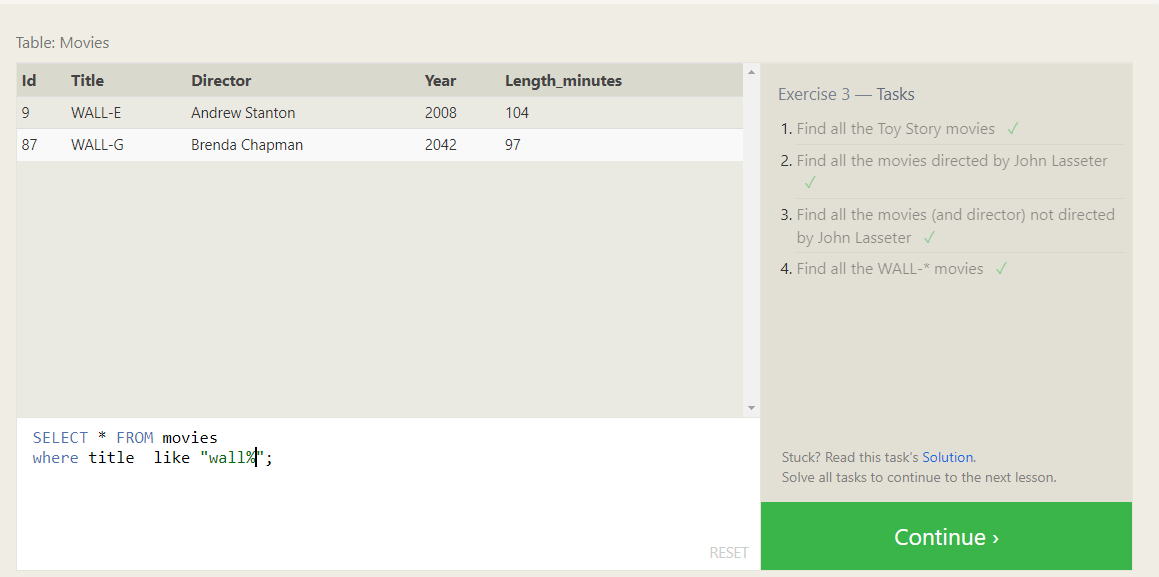 Table: Movies
Id Title Director Year Length_minutes
9 WALL-E Andrew Stanton 2008 104
87 WALL-G Brenda Chapman 2042 97
SELECT * FROM movies
where title  like "wall%";
RESET
Exercise 3 — Tasks
1. Find all the Toy Story movies ✓
2. Find all the movies directed by John Lasseter
✓
3. Find all the movies (and director) not directed
by John Lasseter ✓
4. Find all the WALL-* movies ✓
Stuck? Read this task's Solution.
Solve all tasks to continue to the next lesson.
Continue ›